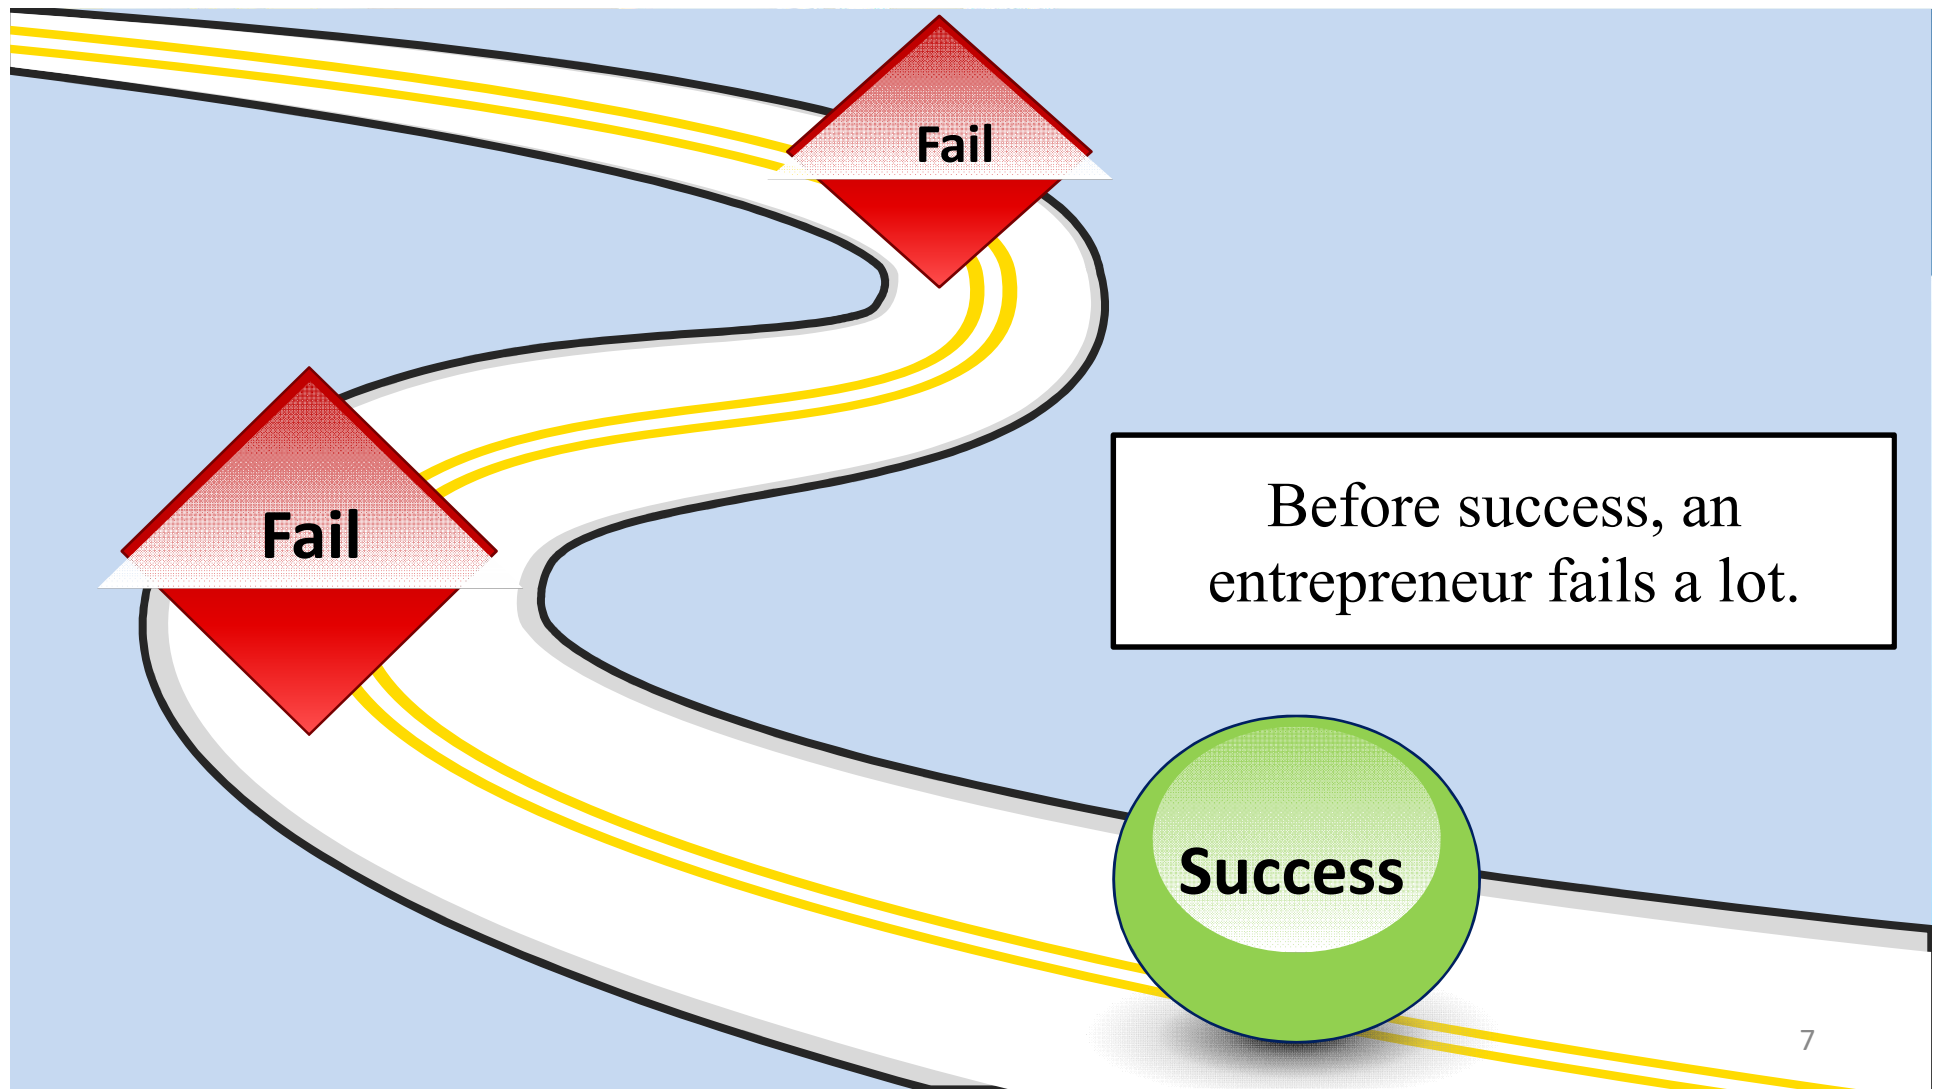 Fail
Fail
Before success, an
entrepreneur fails a lot.
Success
7